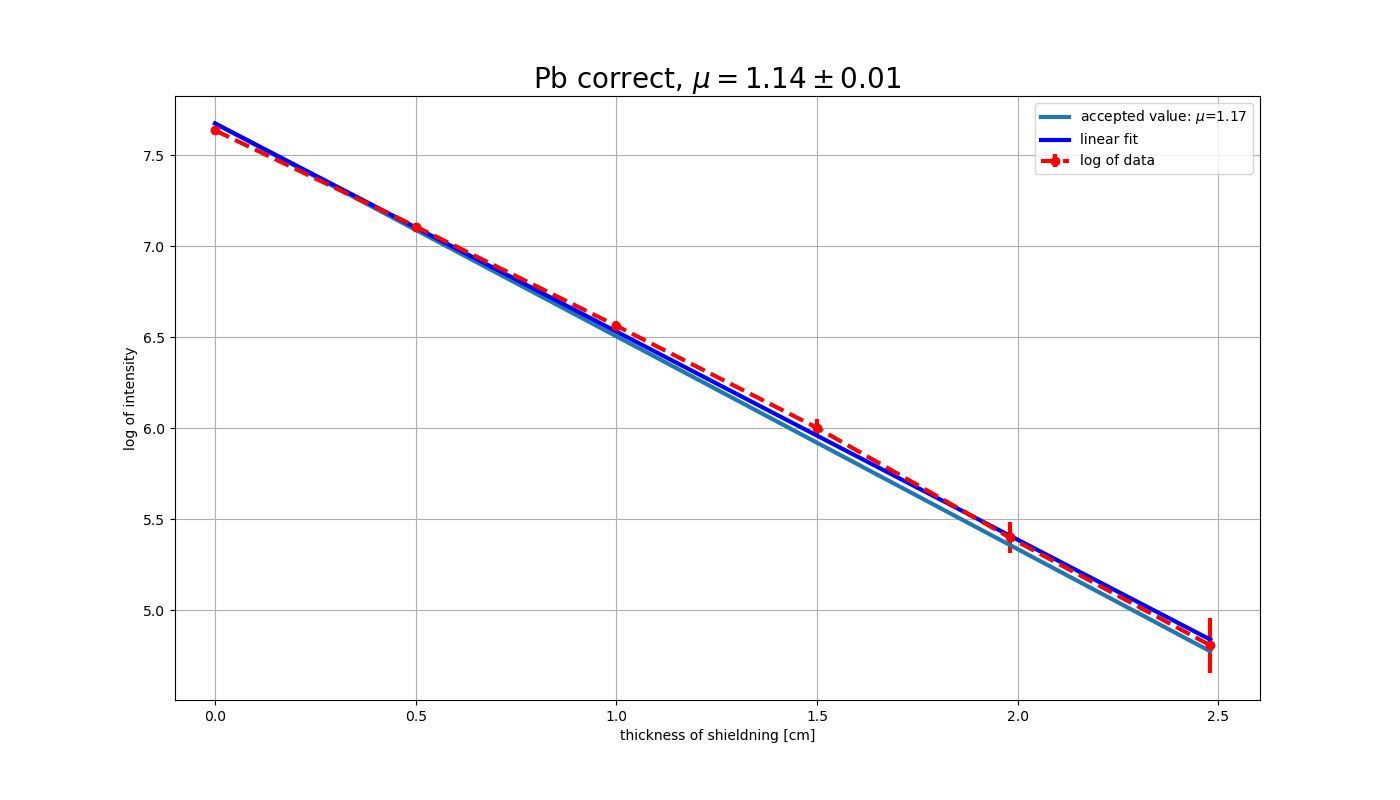 Pb correct, μ = 1.14 ± 0.01
accepted value: μ=1.17
linear fit
log of data
7.5
7.0
6.5
6.0
5.5
5.0
log of intensity
0.0 0.5 1.0 1.5 2.0 2.5
thickness of shieldning [cm]